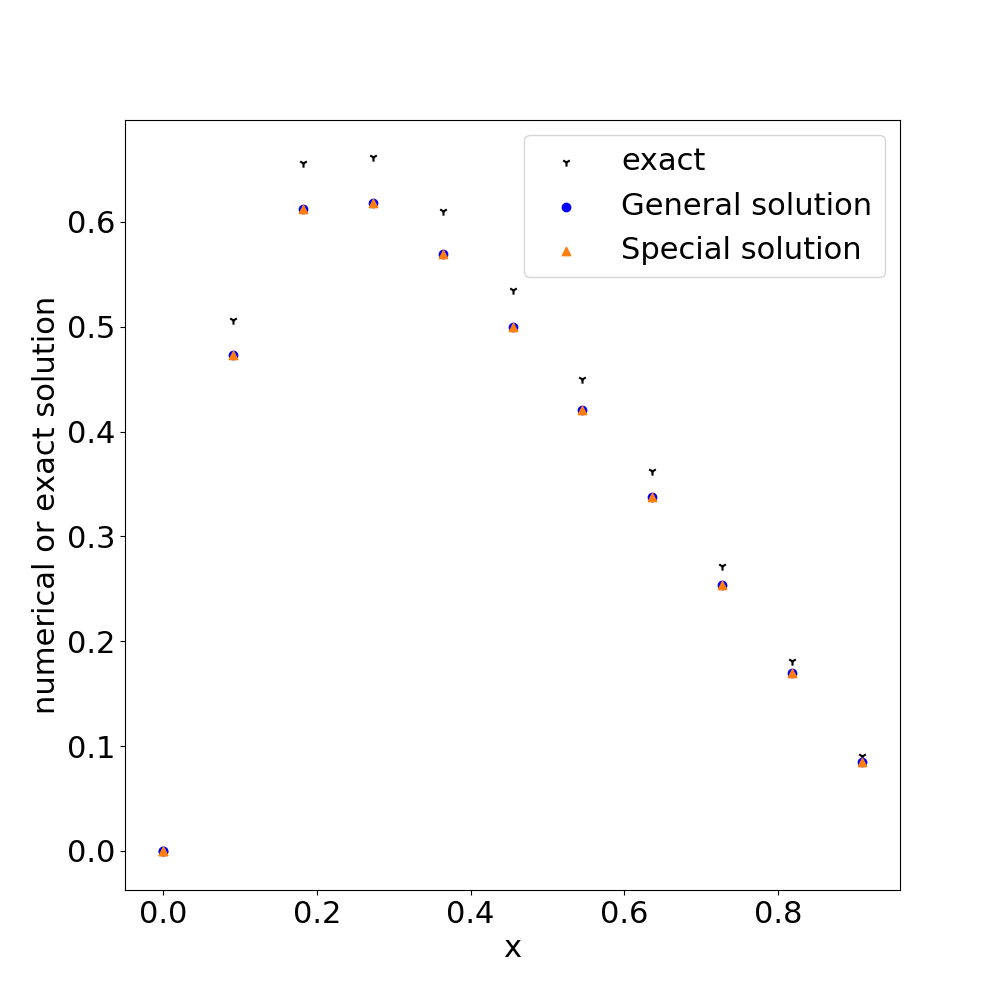 exact
General solution
Special solution
numerical or exact solution
0.6
0.5
0.4
0.3
0.2
0.1
0.0
0.0 0.2 0.4 0.6 0.8
x